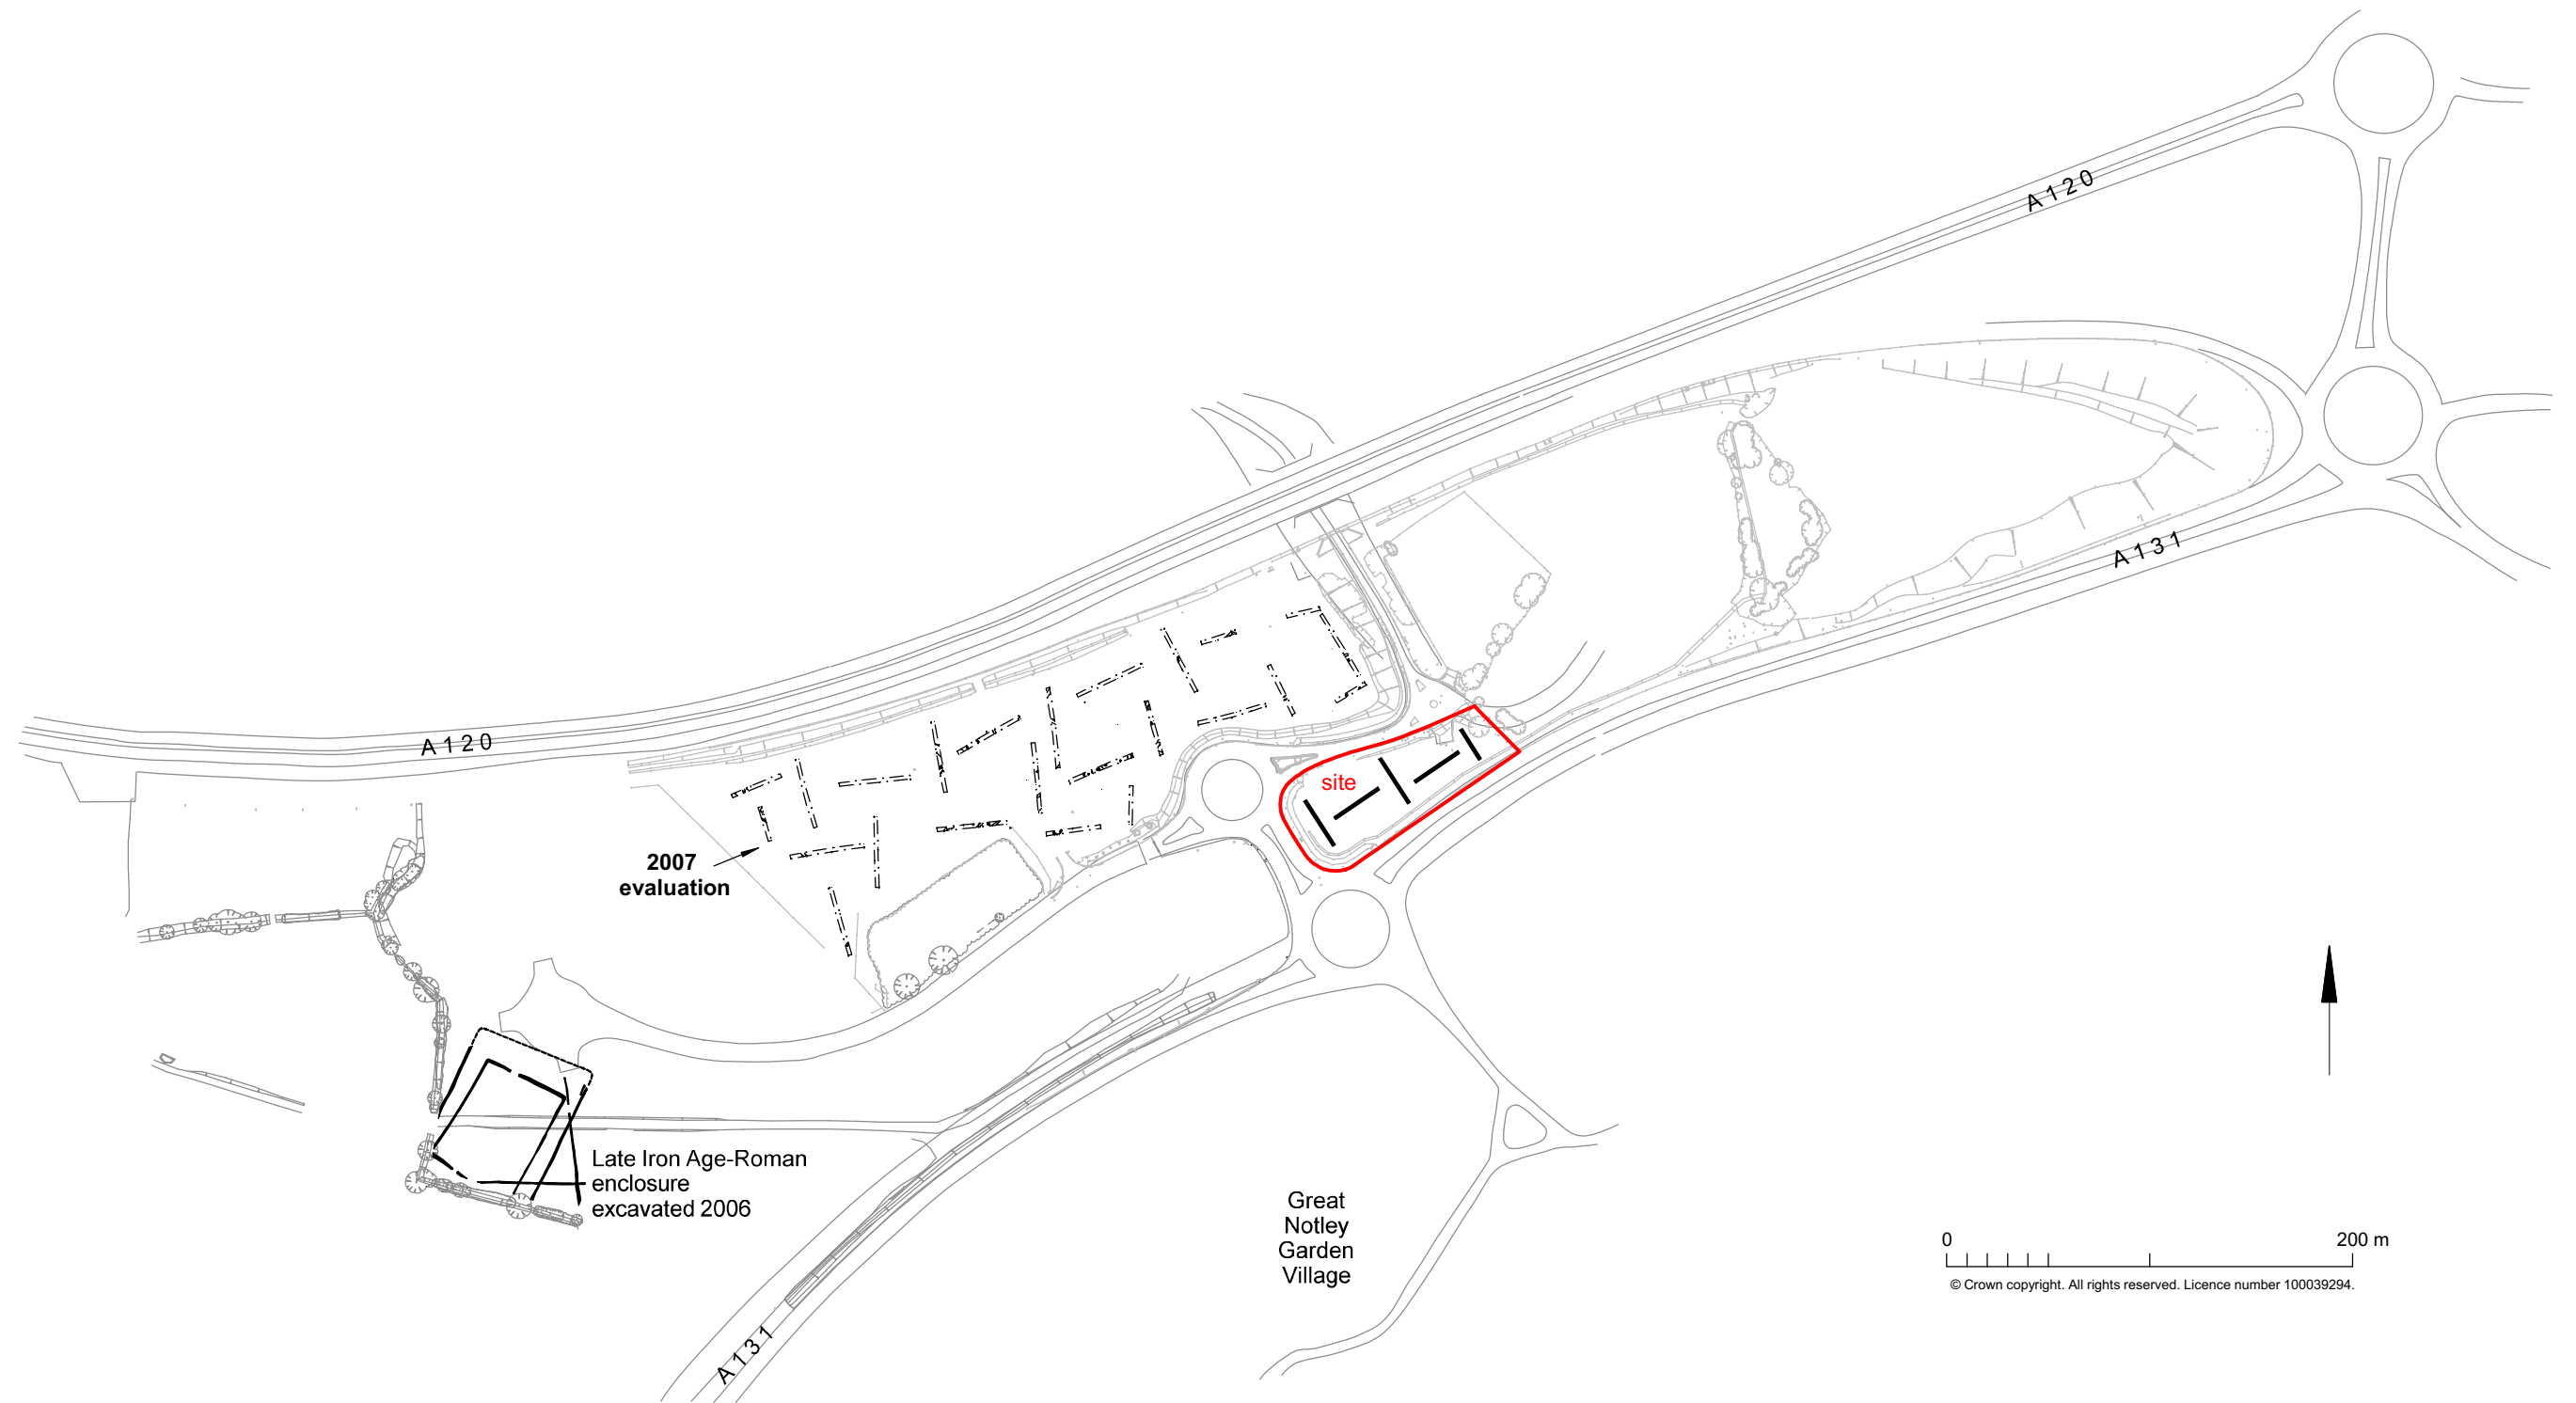 A120
A131
A120
site
2007
evaluation
Late Iron Age-Roman
enclosure
excavated 2006
Great
Notley
Garden
Village
0 200 m
© Crown copyright. All rights reserved. Licence number 100039294.
A131